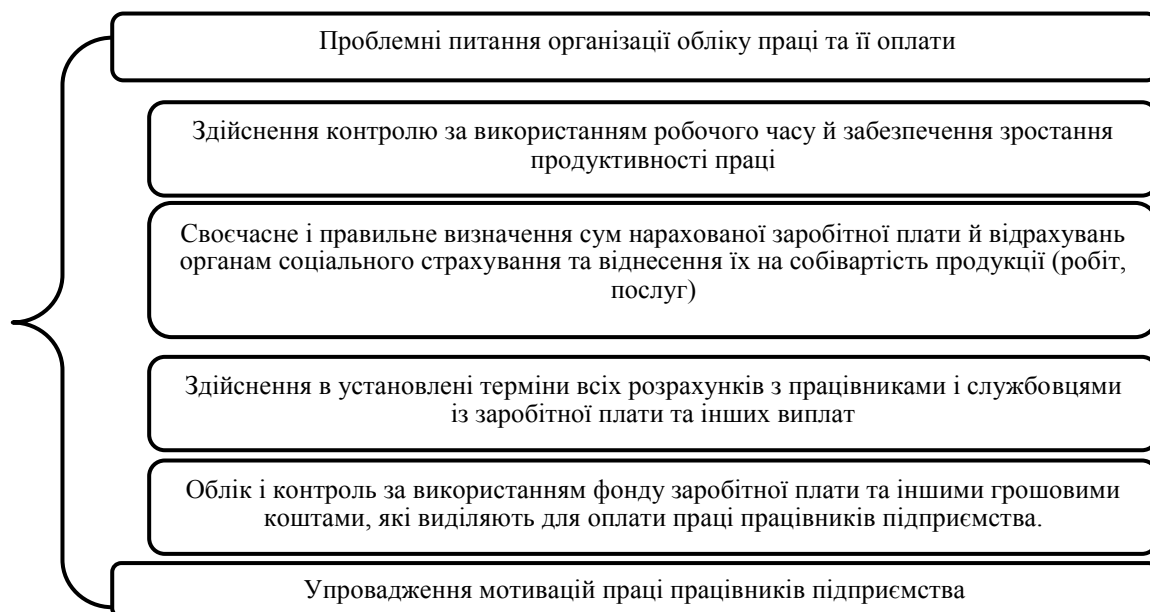 Проблемні питання організації обліку праці та її оплати
Здійснення контролю за використанням робочого часу й забезпечення зростання
продуктивності праці
Своєчасне і правильне визначення сум нарахованої заробітної плати й відрахувань
органам соціального страхування та віднесення їх на собівартість продукції (робіт,
послуг)
Здійснення в установлені терміни всіх розрахунків з працівниками і службовцями
із заробітної плати та інших виплат
Облік і контроль за використанням фонду заробітної плати та іншими грошовими
коштами, які виділяють для оплати праці працівників підприємства.
Упровадження мотивацій праці працівників підприємства